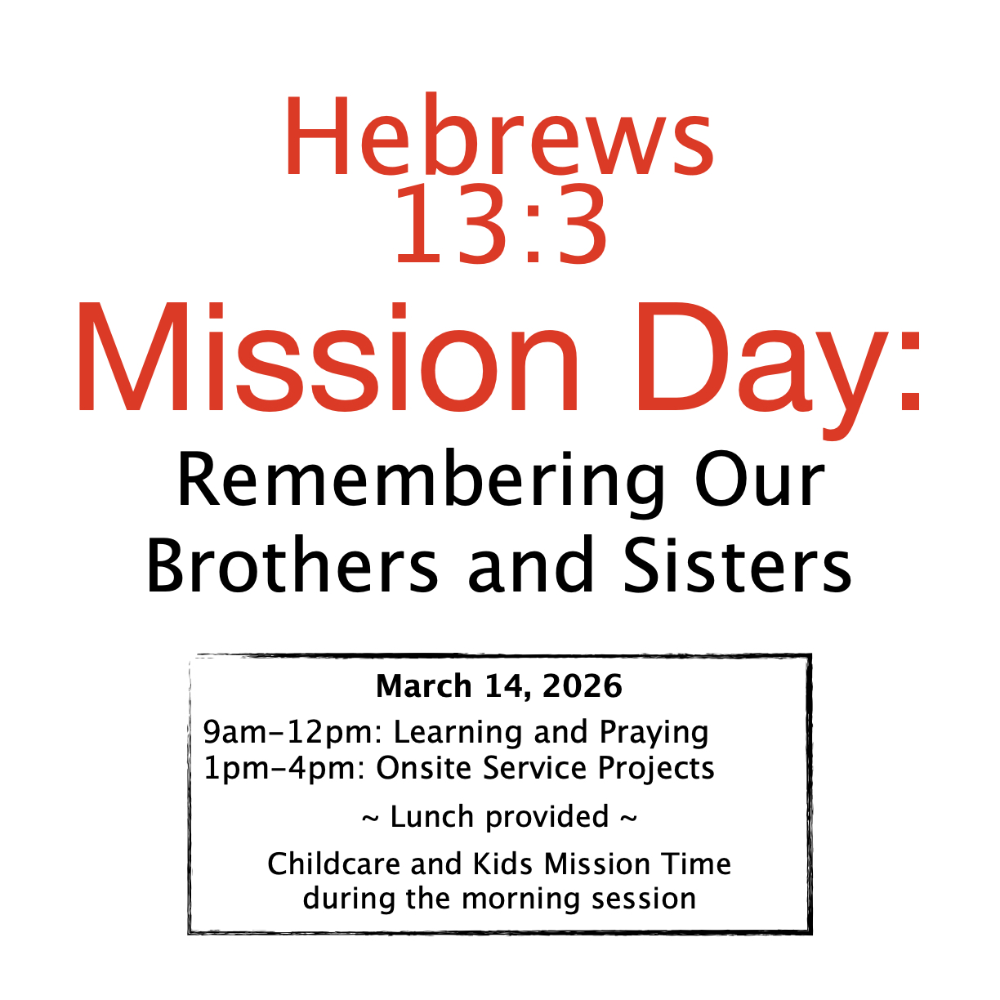 Hebrews
13:3
Mission Day:
Remembering Our
Brothers and Sisters
March 14, 2026
9am-12pm: Learning and Praying
1pm-4pm: Onsite Service Projects
~ Lunch provided ~
Childcare and Kids Mission Time
during the morning session